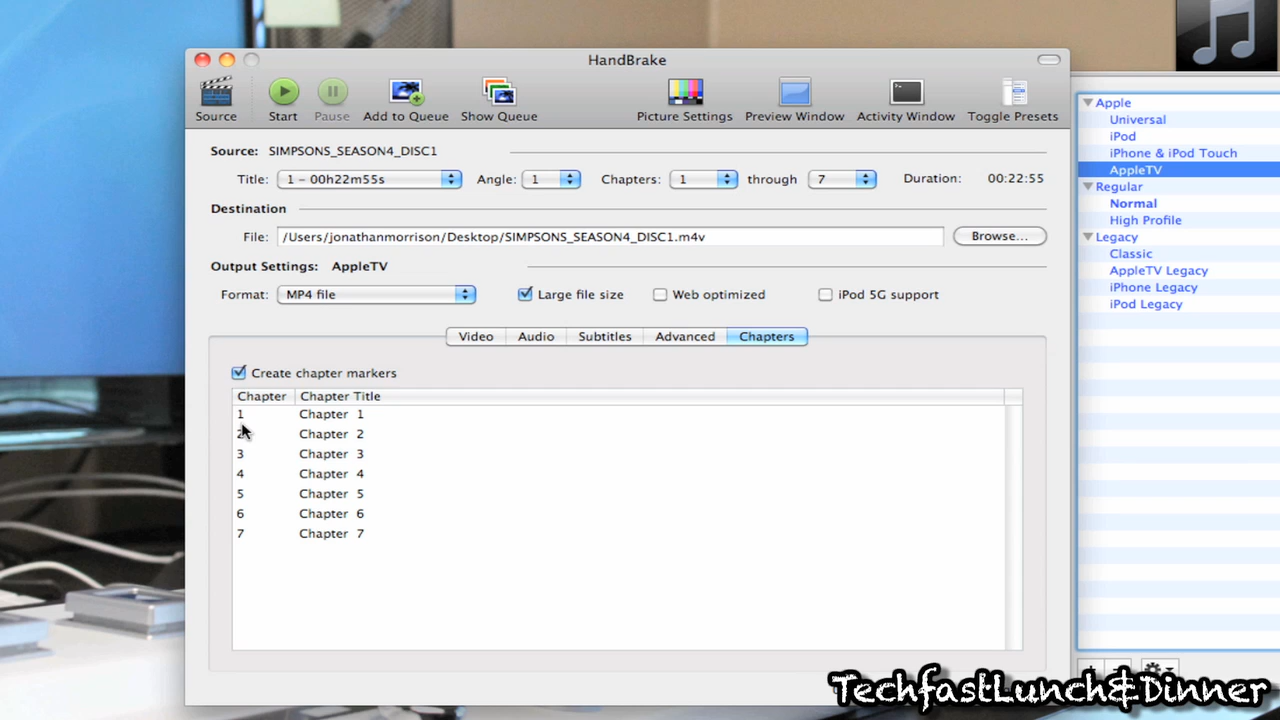 HandBrake
Source Start Pause Add to Queue Show Queue Picture Settings Preview Window Activity Window Toggle Presets
Source: SIMPSONS_SEASON4_DISC1
Title: 1 - 00h22m55s Angle: 1 Chapters: 1 through 7 Duration: 00:22:55
Destination
File: /Users/jonathanmorrison/Desktop/SIMPSONS_SEASON4_DISC1.m4v Browse...
Output Settings: AppleTV
Format: MP4 file Large file size Web optimized iPod 5G support
Video Audio Subtitles Advanced Chapters
Create chapter markers
Chapter Chapter Title
1 Chapter 1
2 Chapter 2
3 Chapter 3
4 Chapter 4
5 Chapter 5
6 Chapter 6
7 Chapter 7
Apple
Universal
iPod
iPhone & iPod Touch
AppleTV
Regular
Normal
High Profile
Legacy
Classic
AppleTV Legacy
iPhone Legacy
iPod Legacy
TechfastLunch&Dinner